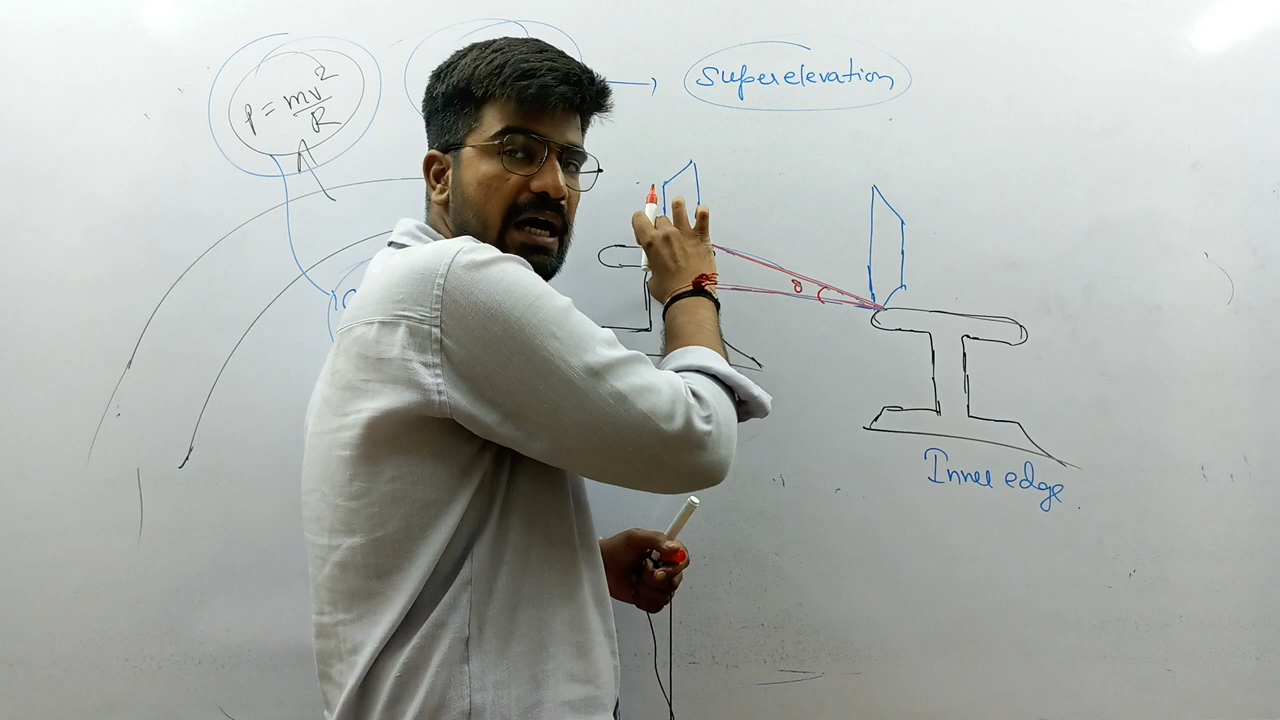 P = mv²/R
Superelevation
θ
Inner edge